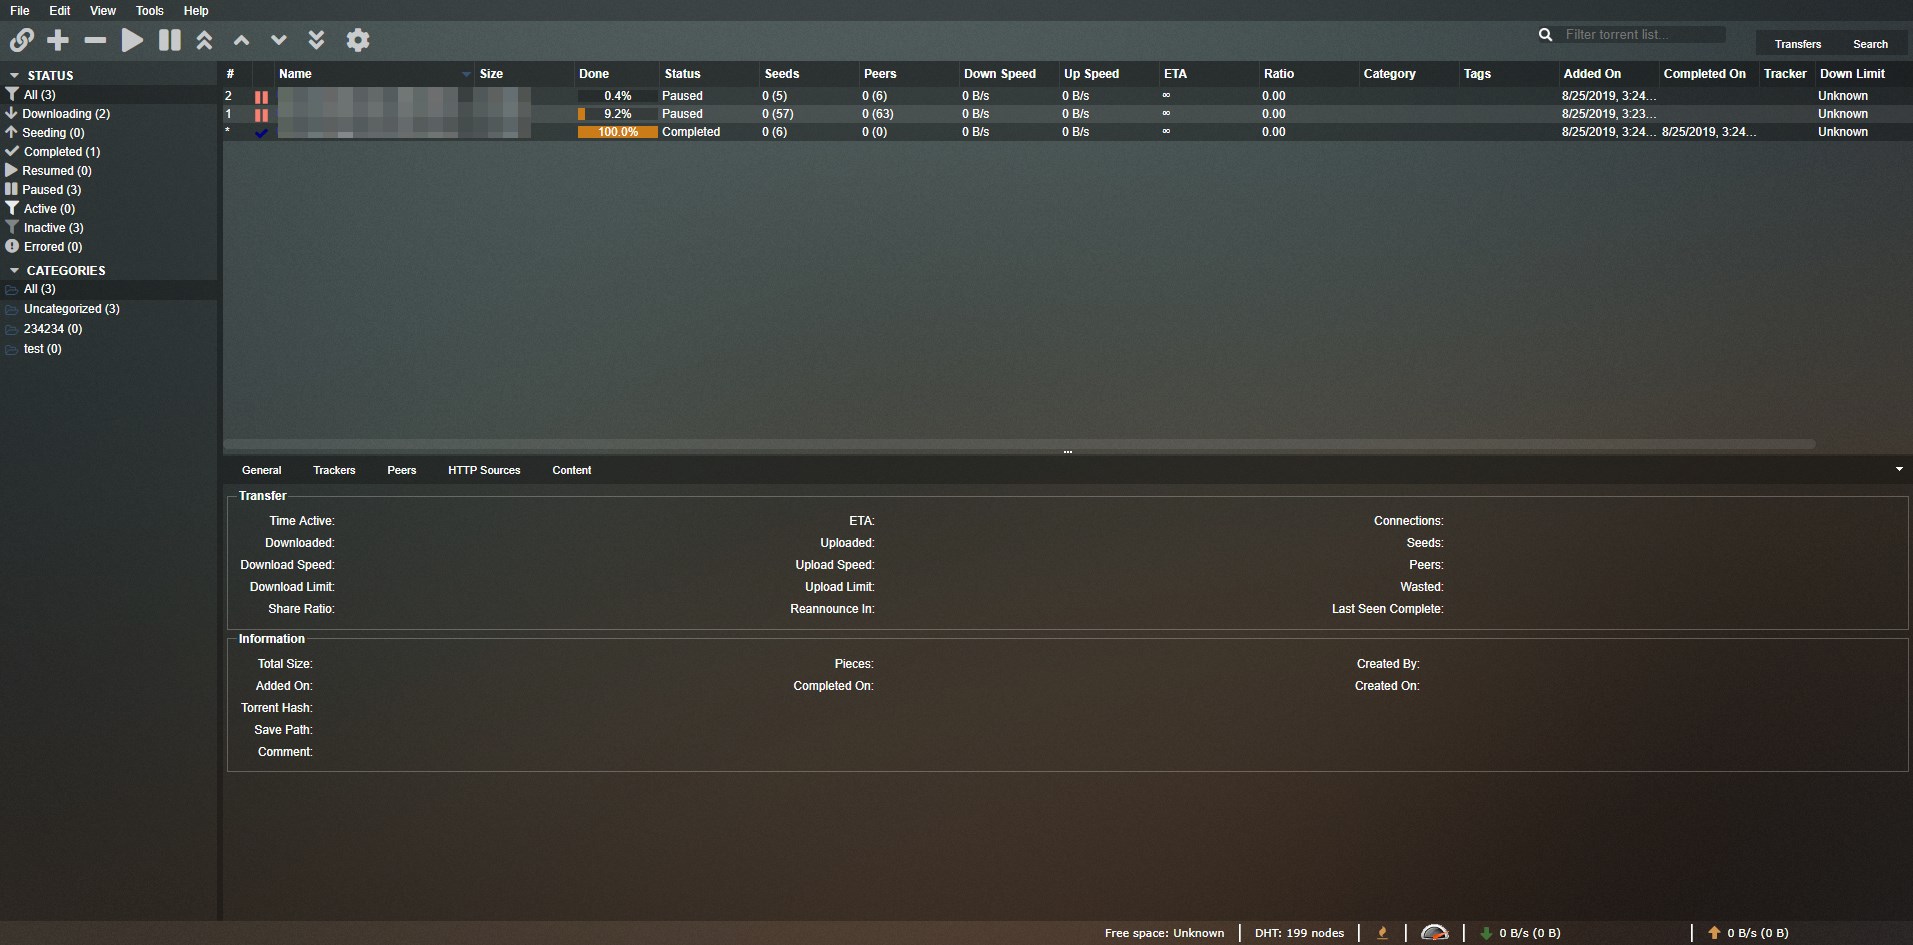 File Edit View Tools Help
Filter torrent list...
Transfers Search
STATUS
All (3)
Downloading (2)
Seeding (0)
Completed (1)
Resumed (0)
Paused (3)
Active (0)
Inactive (3)
Errored (0)
CATEGORIES
All (3)
Uncategorized (3)
234234 (0)
test (0)
# Name Size Done Status Seeds Peers Down Speed Up Speed ETA Ratio Category Tags Added On Completed On Tracker Down Limit
2 0.4% Paused 0 (5) 0 (6) 0 B/s 0 B/s ∞ 0.00 8/25/2019, 3:24... Unknown
1 9.2% Paused 0 (57) 0 (63) 0 B/s 0 B/s ∞ 0.00 8/25/2019, 3:23... Unknown
* 100.0% Completed 0 (6) 0 (0) 0 B/s 0 B/s ∞ 0.00 8/25/2019, 3:24... 8/25/2019, 3:24... Unknown
General Trackers Peers HTTP Sources Content
Transfer
Time Active: ETA: Connections:
Downloaded: Uploaded: Seeds:
Download Speed: Upload Speed: Peers:
Download Limit: Upload Limit: Wasted:
Share Ratio: Reannounce In: Last Seen Complete:
Information
Total Size: Pieces: Created By:
Added On: Completed On: Created On:
Torrent Hash:
Save Path:
Comment:
Free space: Unknown DHT: 199 nodes 0 B/s (0 B) 0 B/s (0 B)